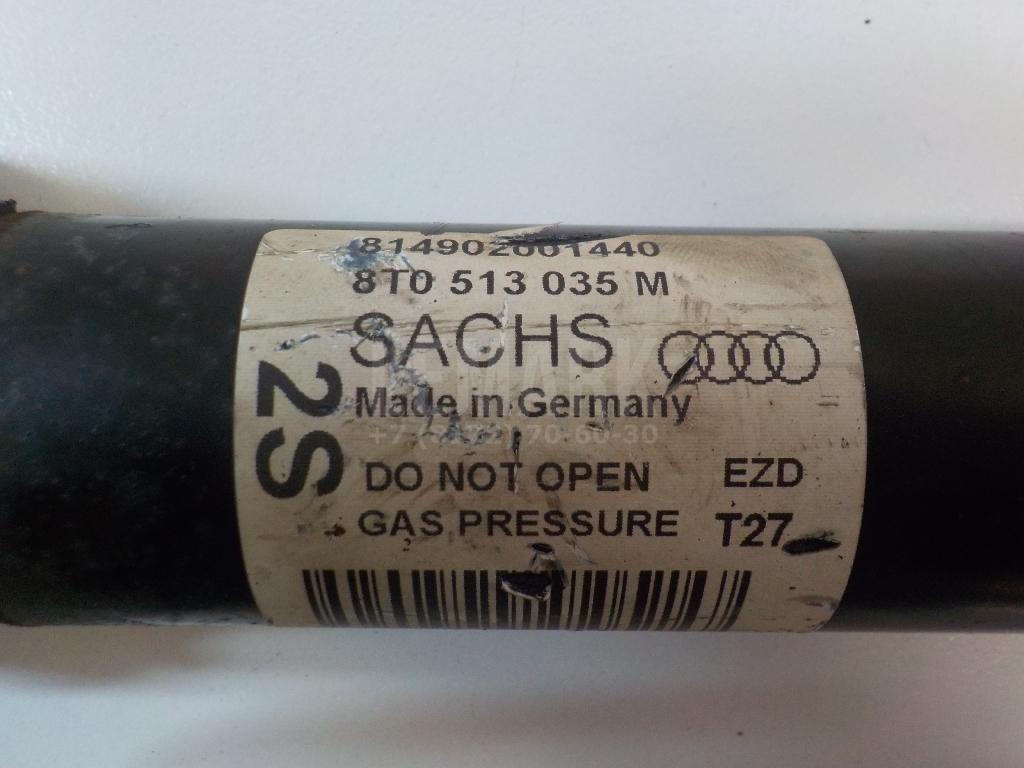 814902001440
8T0 513 035 M
SACHS
2S
Made in Germany
DO NOT OPEN
EZD
GAS PRESSURE
T27